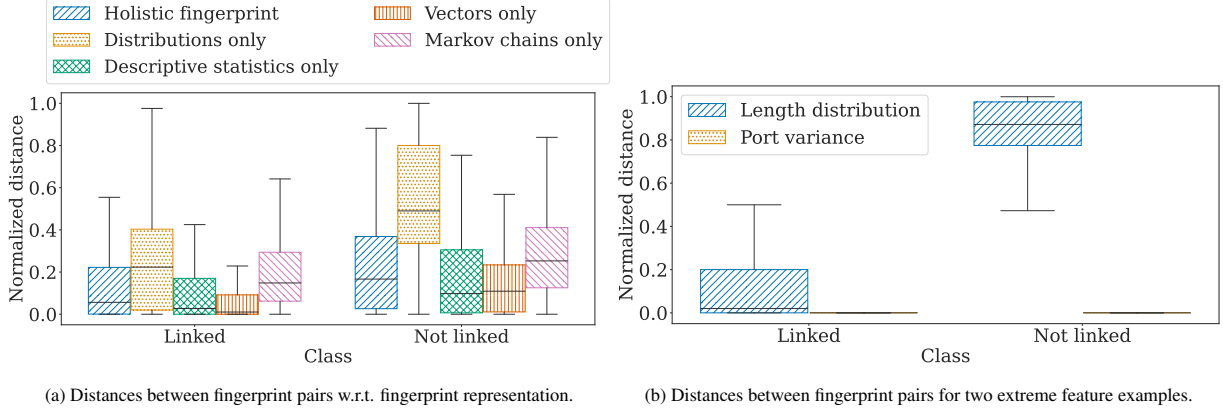 Holistic fingerprint
Distributions only
Descriptive statistics only
Vectors only
Markov chains only
Normalized distance
1.0
0.8
0.6
0.4
0.2
0.0
Linked
Not linked
Class
(a) Distances between fingerprint pairs w.r.t. fingerprint representation.
Length distribution
Port variance
Normalized distance
1.0
0.8
0.6
0.4
0.2
0.0
Linked
Not linked
Class
(b) Distances between fingerprint pairs for two extreme feature examples.